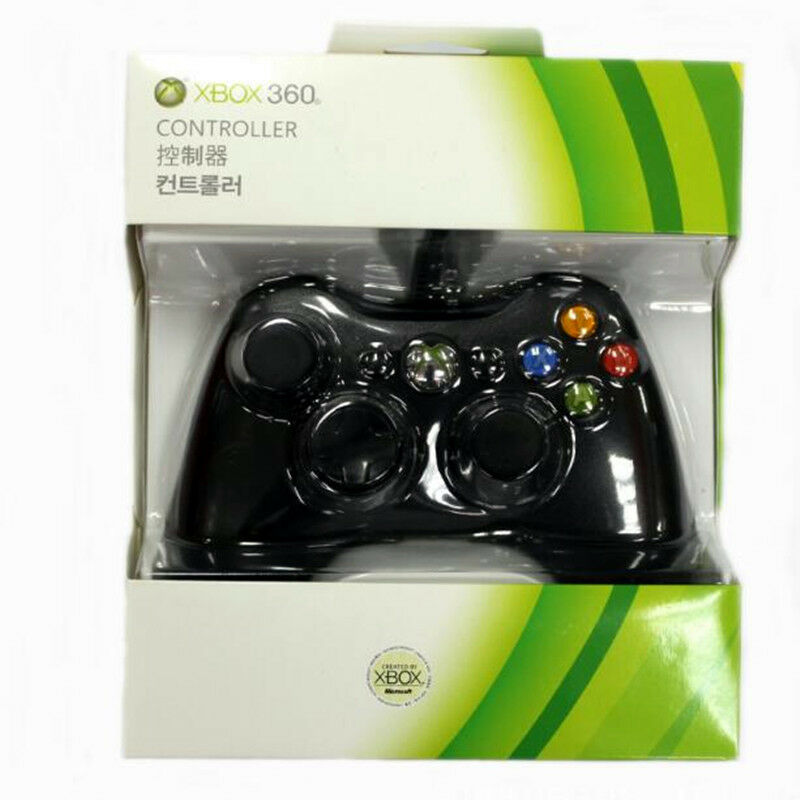 XBOX 360
CONTROLLER
控制器
컨트롤러
CREATED BY
XBOX
Microsoft